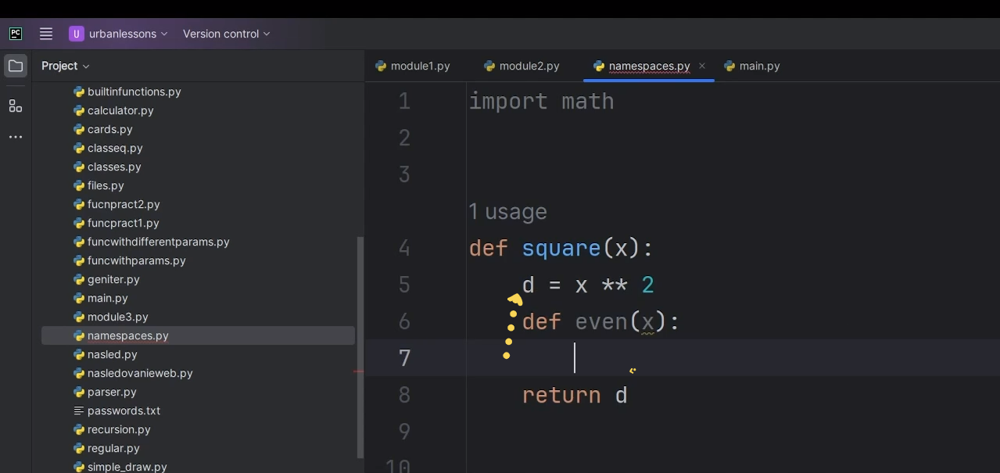 PC
U urbanlessons Version control
Project
module1.py module2.py namespaces.py main.py
builtinfunctions.py
calculator.py
cards.py
classeq.py
classes.py
files.py
fucnpract2.py
funcpract1.py
funcwithdifferentparams.py
funcwithparams.py
geniter.py
main.py
module3.py
namespaces.py
nasled.py
nasledovanieweb.py
parser.py
passwords.txt
recursion.py
regular.py
simple_draw.py
1 import math
2
3
1 usage
4 def square(x):
5 d = x ** 2
6 def even(x):
7
8 return d
9
10